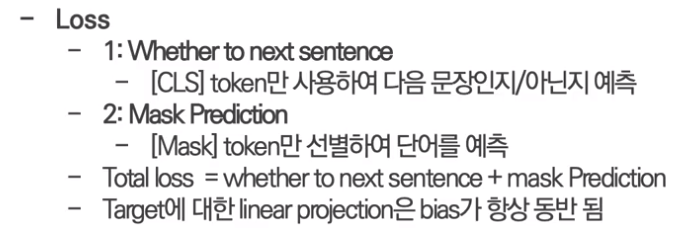 - Loss
- 1: Whether to next sentence
- [CLS] token만 사용하여 다음 문장인지/아닌지 예측
- 2: Mask Prediction
- [Mask] token만 선별하여 단어를 예측
- Total loss = whether to next sentence + mask Prediction
- Target에 대한 linear projection은 bias가 항상 동반 됨